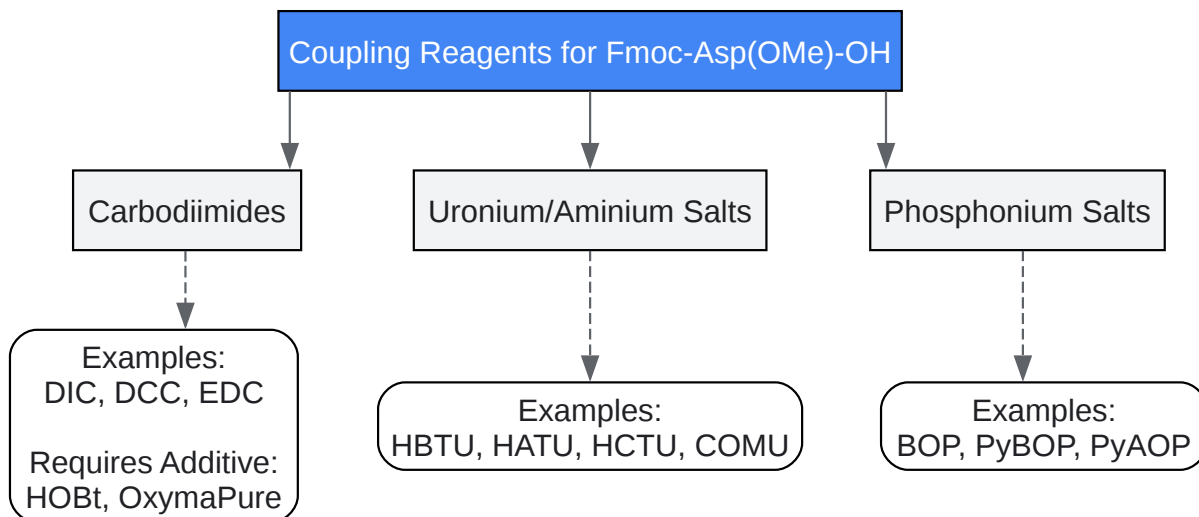 Coupling Reagents for Fmoc-Asp(OMe)-OH
Carbodiimides
Uronium/Aminium Salts
Phosphonium Salts
Examples:
DIC, DCC, EDC
Requires Additive:
HOBt, OxymaPure
Examples:
HBTU, HATU, HCTU, COMU
Examples:
BOP, PyBOP, PyAOP